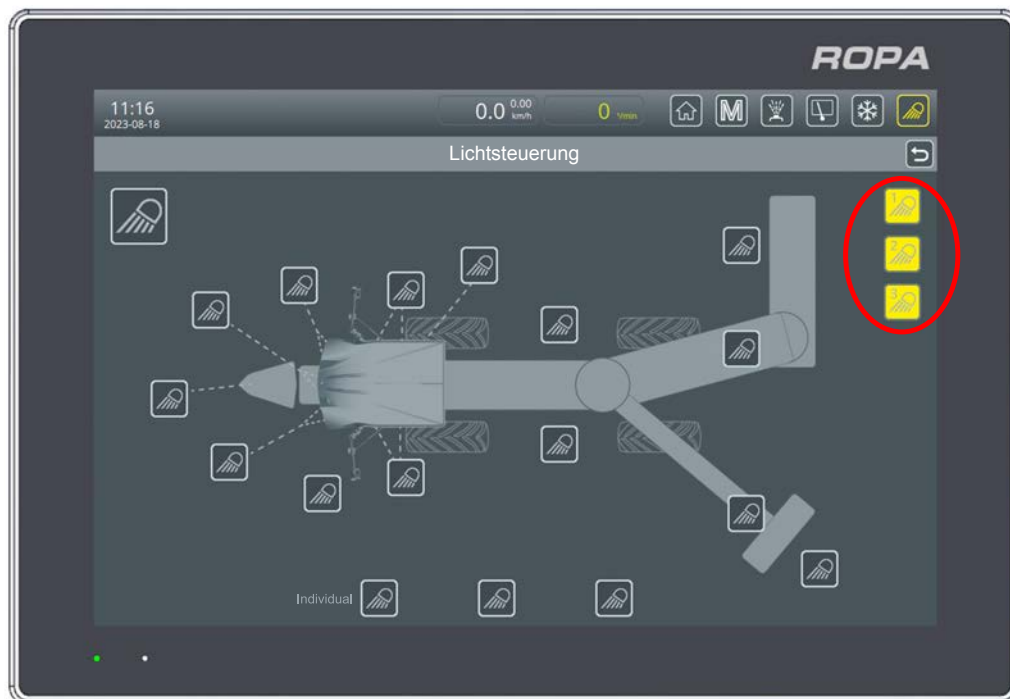 ROPA
11:16
2023-08-18
0.0 0.00 km/h
0 1/min
M
Lichtsteuerung
1
2
3
Individual